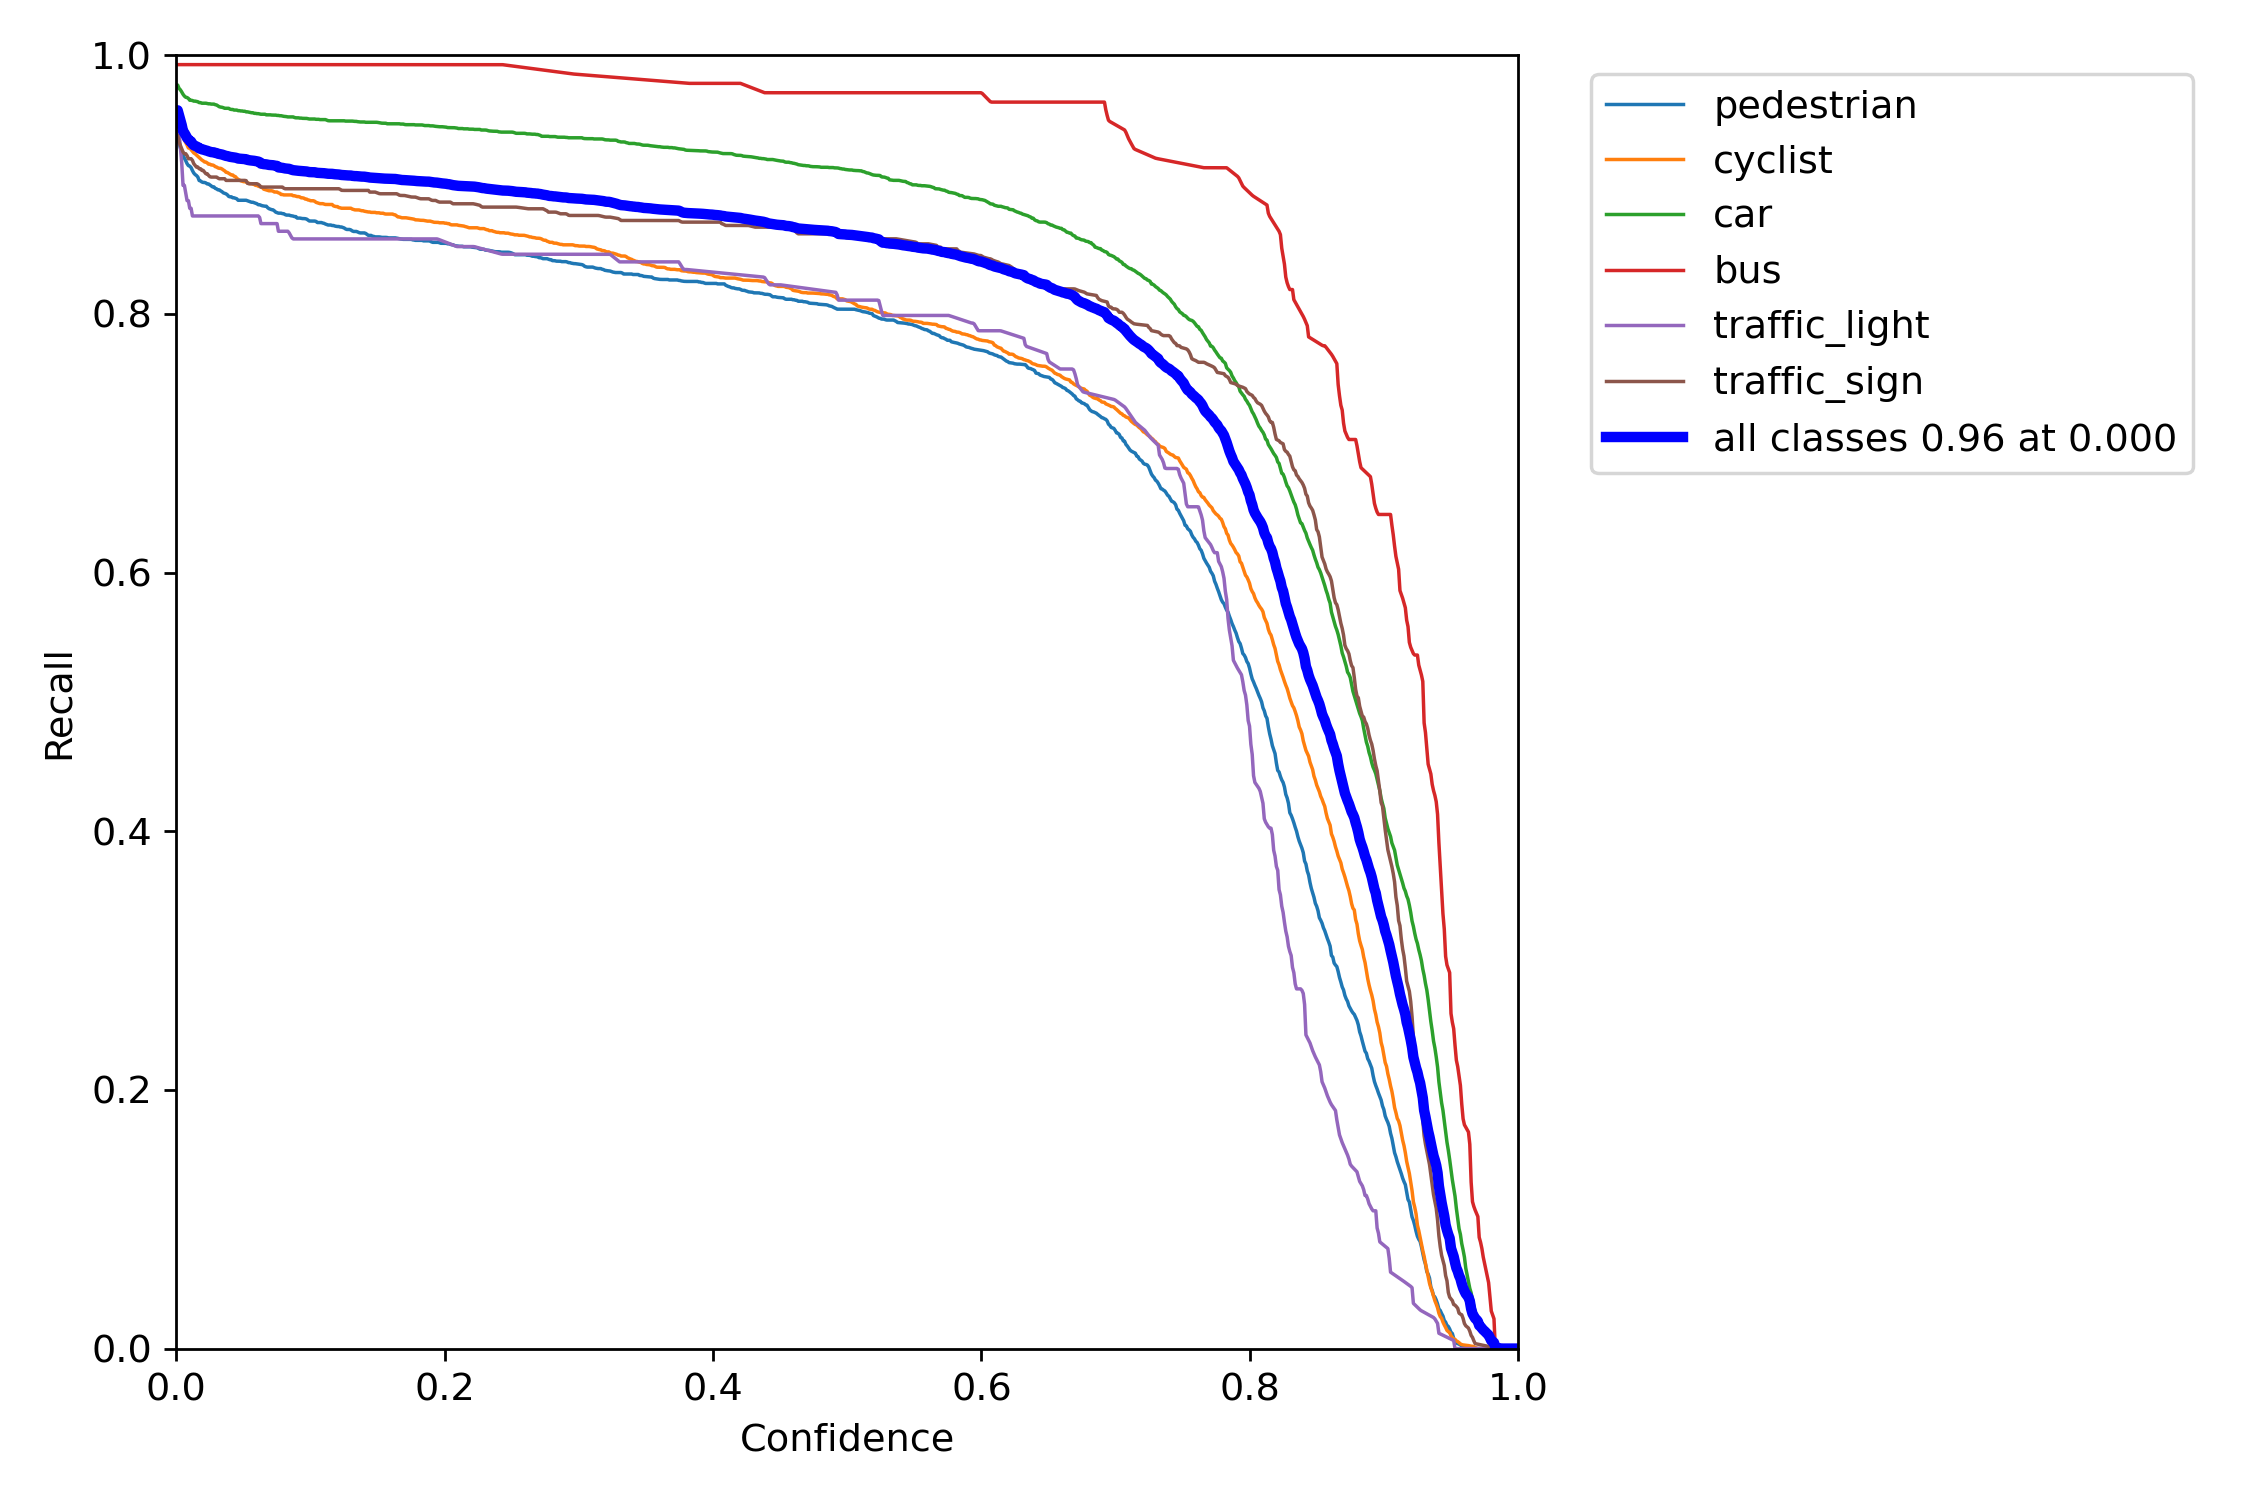 1.0
0.8
0.6
0.4
0.2
0.0
Recall
0.0 0.2 0.4 0.6 0.8 1.0
Confidence
pedestrian
cyclist
car
bus
traffic_light
traffic_sign
all classes 0.96 at 0.000